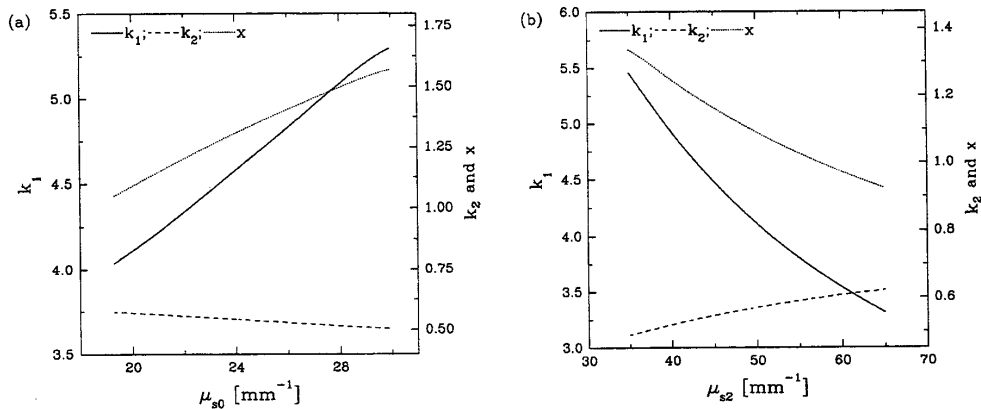 (a)
k₁; k₂; x
5.5
5.0
4.5
4.0
3.5
k₁
1.75
1.50
1.25
1.00
0.75
0.50
k₂ and x
20 24 28
μₛ₀ [mm⁻¹]
(b)
k₁; k₂; x
6.0
5.5
5.0
4.5
4.0
3.5
3.0
k₁
1.4
1.2
1.0
0.8
0.6
k₂ and x
30 40 50 60 70
μₛ₂ [mm⁻¹]